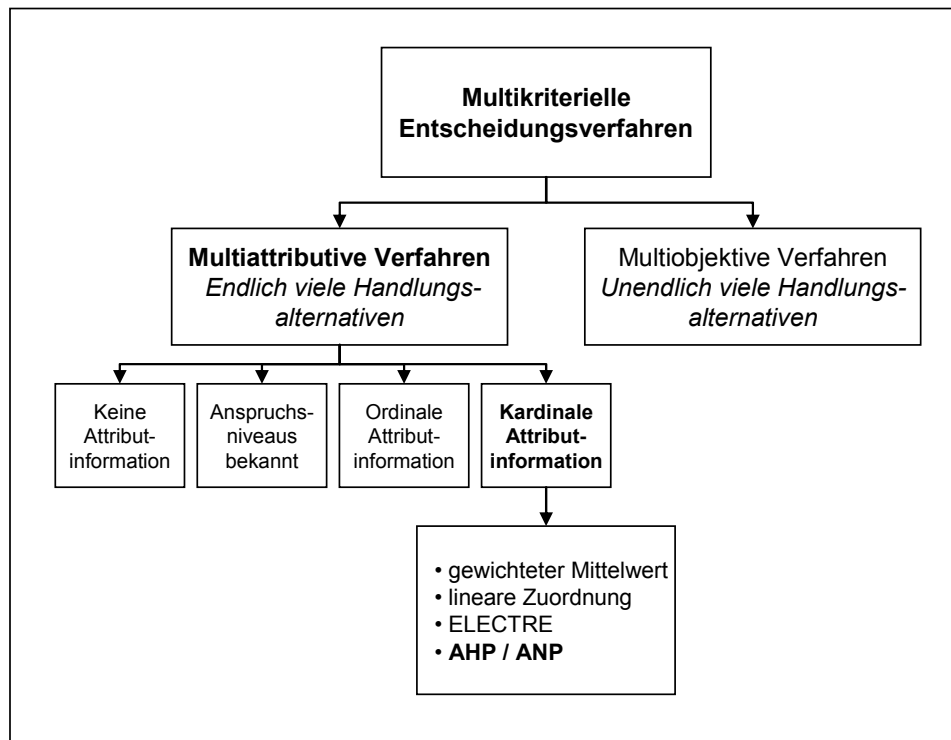 Multikriterielle
Entscheidungsverfahren
Multiattributive Verfahren
Endlich viele Handlungs-
alternativen
Multiobjektive Verfahren
Unendlich viele Handlungs-
alternativen
Keine
Attribut-
information
Anspruchs-
niveaus
bekannt
Ordinale
Attribut-
information
Kardinale
Attribut-
information
• gewichteter Mittelwert
• lineare Zuordnung
• ELECTRE
• AHP / ANP